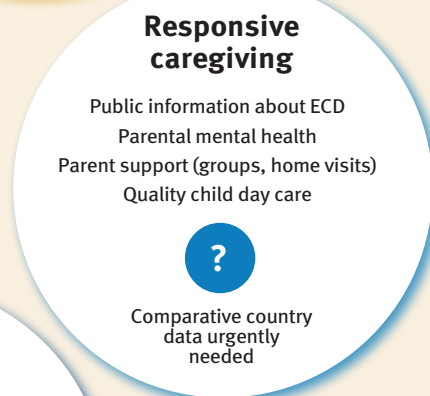 Responsive
caregiving
Public information about ECD
Parental mental health
Parent support (groups, home visits)
Quality child day care
?
Comparative country
data urgently
needed